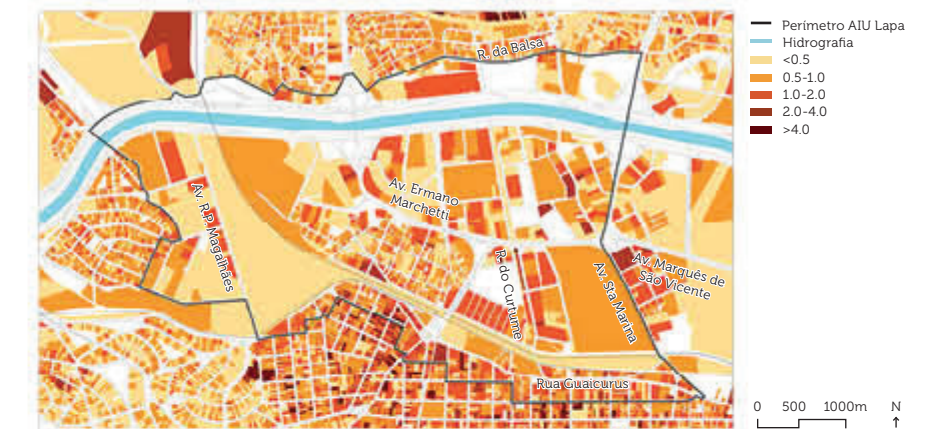 R. da Balsa
Av. Ermano
Marchetti
Av. R.P. Magalhães
R. do Curtume
Av. Sta Marina
Av. Marquês de
São Vicente
Rua Guaicurus
Perímetro AIU Lapa
Hidrografia
<0.5
0.5-1.0
1.0-2.0
2.0-4.0
>4.0
0 500 1000m N